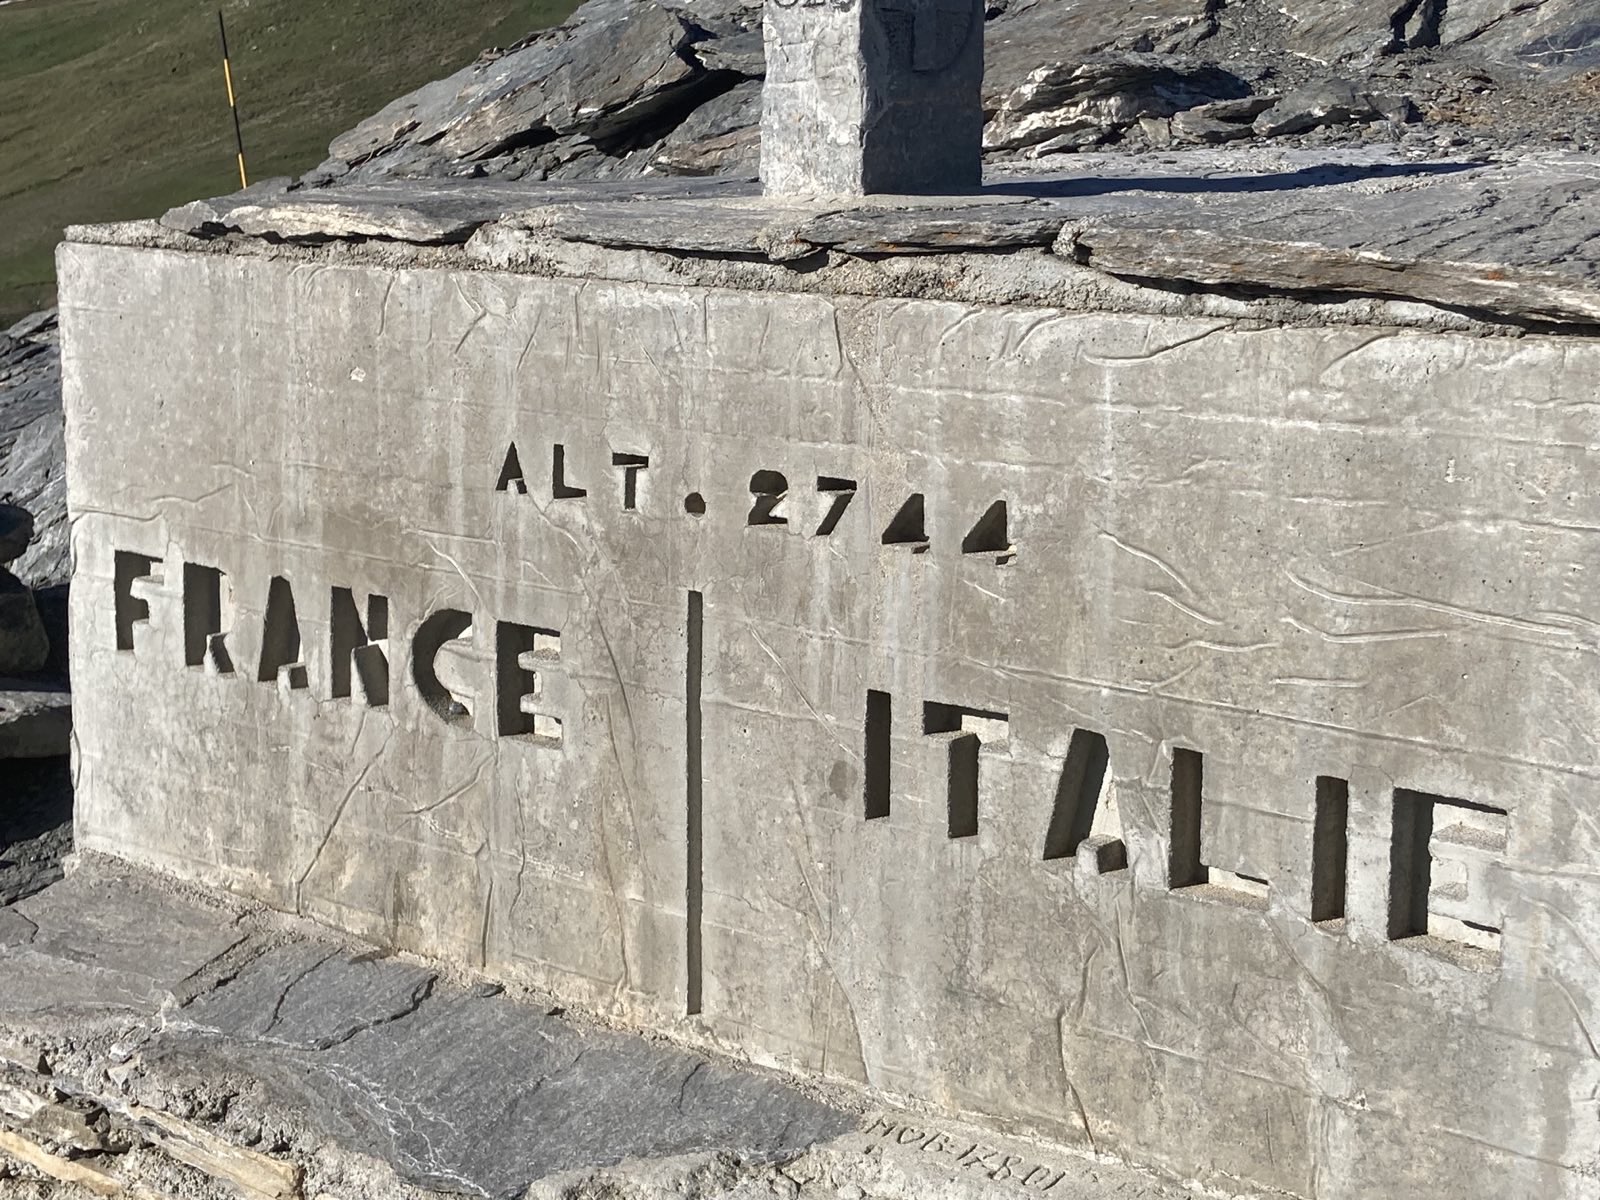 ALT. 2744
FRANCE | ITALIE